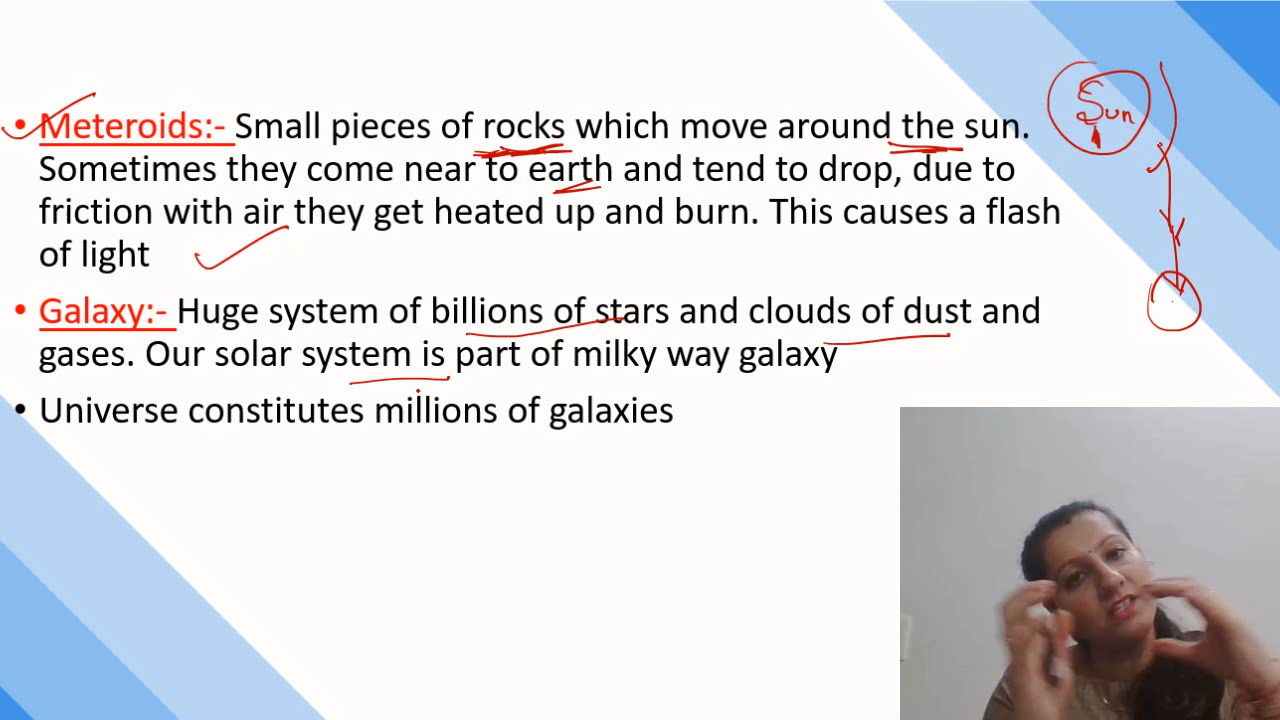 • Meteroids:- Small pieces of rocks which move around the sun.
Sometimes they come near to earth and tend to drop, due to
friction with air they get heated up and burn. This causes a flash
of light
• Galaxy:- Huge system of billions of stars and clouds of dust and
gases. Our solar system is part of milky way galaxy
• Universe constitutes millions of galaxies
Sun